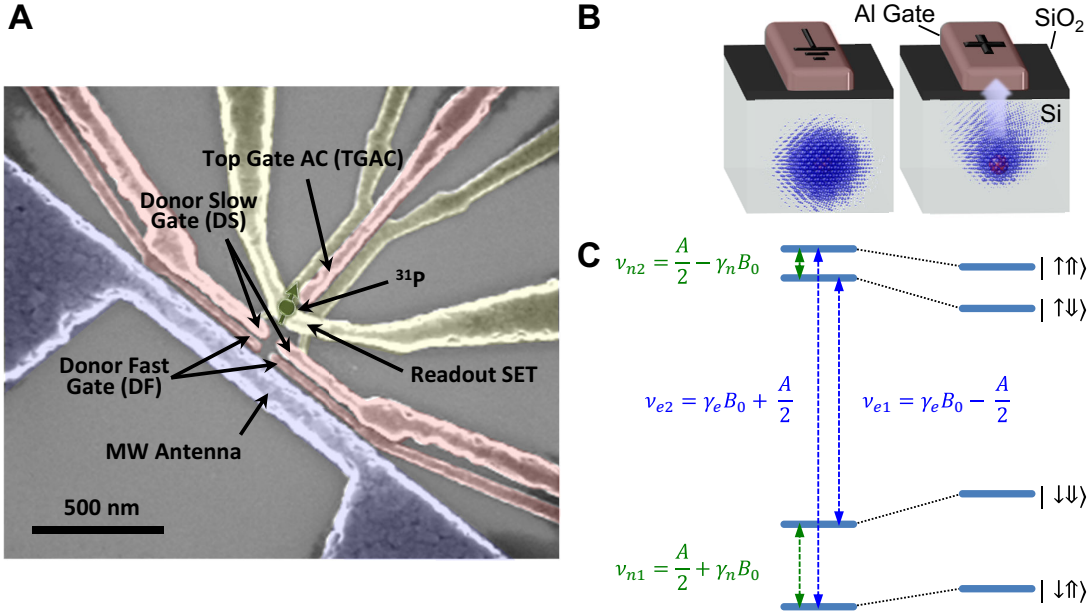 A
Top Gate AC (TGAC)
Donor Slow
Gate (DS)
³¹P
Donor Fast
Gate (DF)
Readout SET
MW Antenna
500 nm
B
Al Gate
SiO₂
+
Si
C
νₙ₂ = A/2 − γₙB₀
| ↑⇑⟩
| ↑⇓⟩
νₑ₂ = γₑB₀ + A/2
νₑ₁ = γₑB₀ − A/2
| ↓⇓⟩
νₙ₁ = A/2 + γₙB₀
| ↓⇑⟩